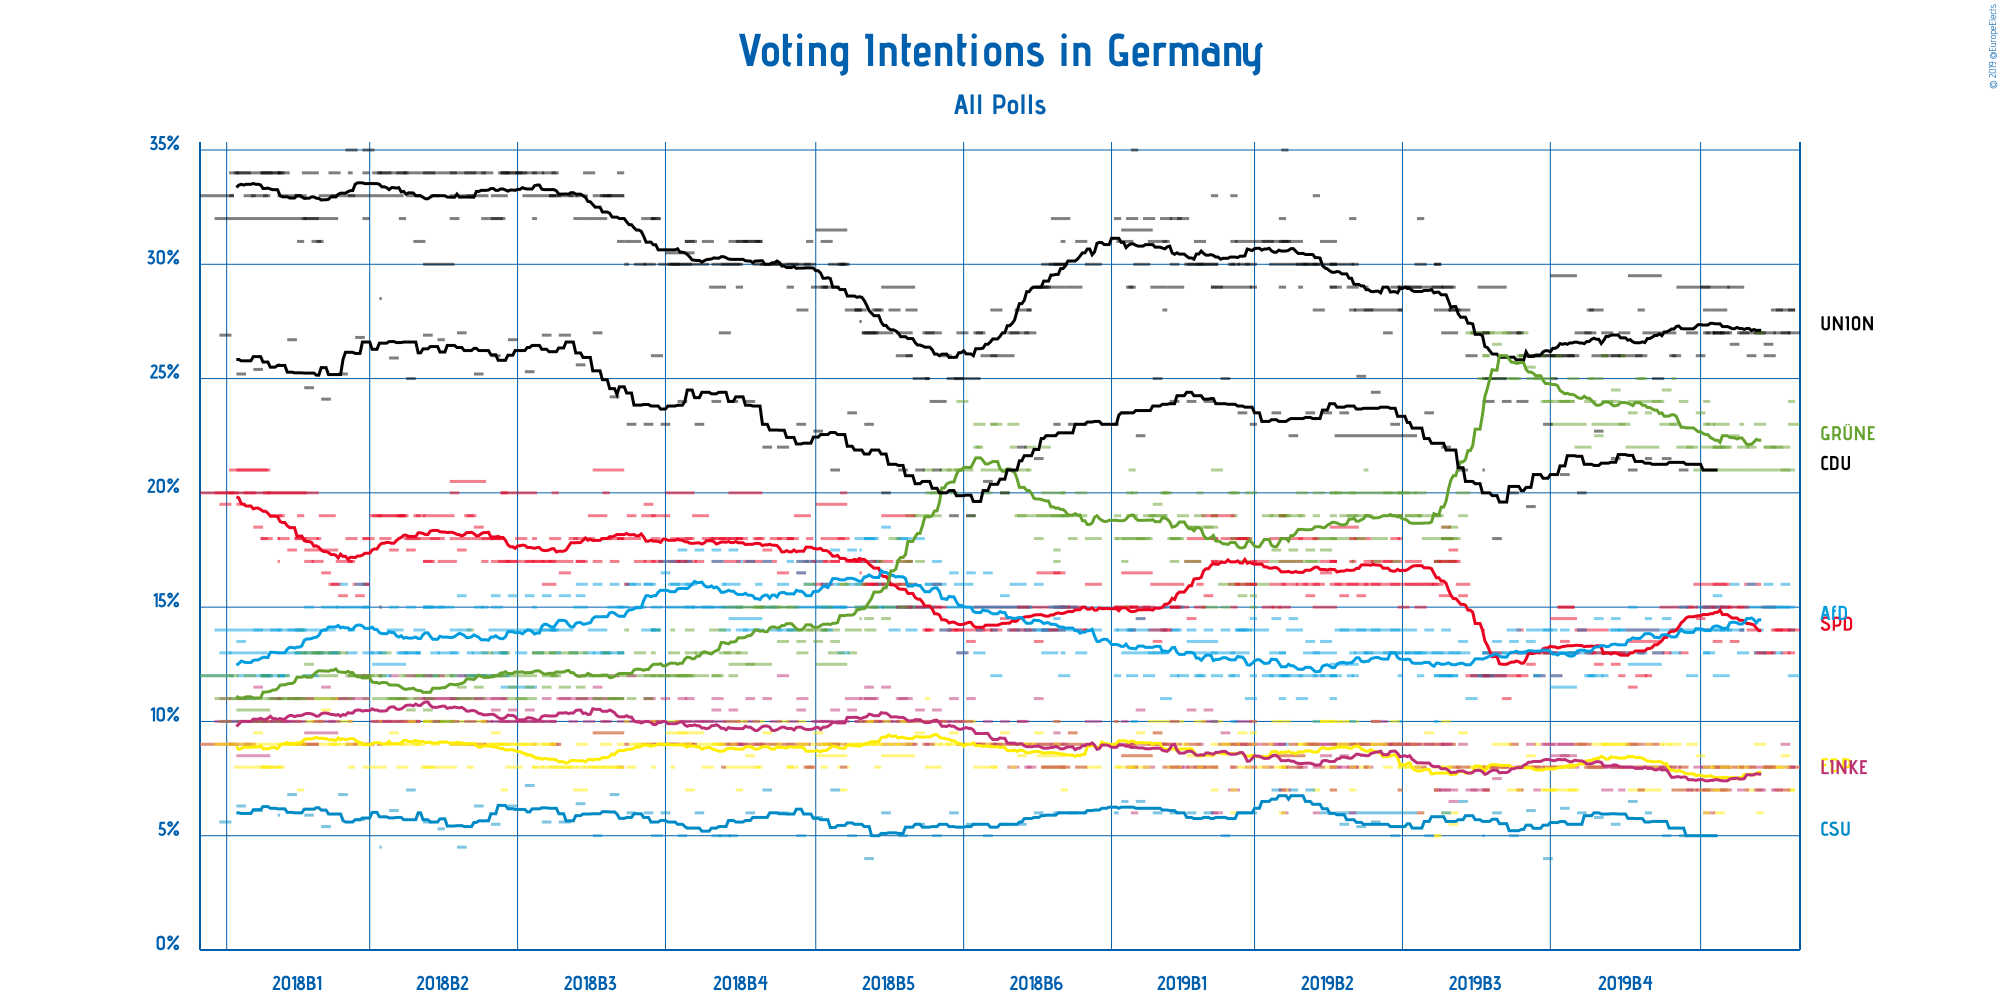 © 2019 @EuropeElects
Voting Intentions in Germany
All Polls
35%
30%
25%
20%
15%
10%
5%
0%
UNION
GRÜNE
CDU
AfD
SPD
LINKE
CSU
2018B1 2018B2 2018B3 2018B4 2018B5 2018B6 2019B1 2019B2 2019B3 2019B4